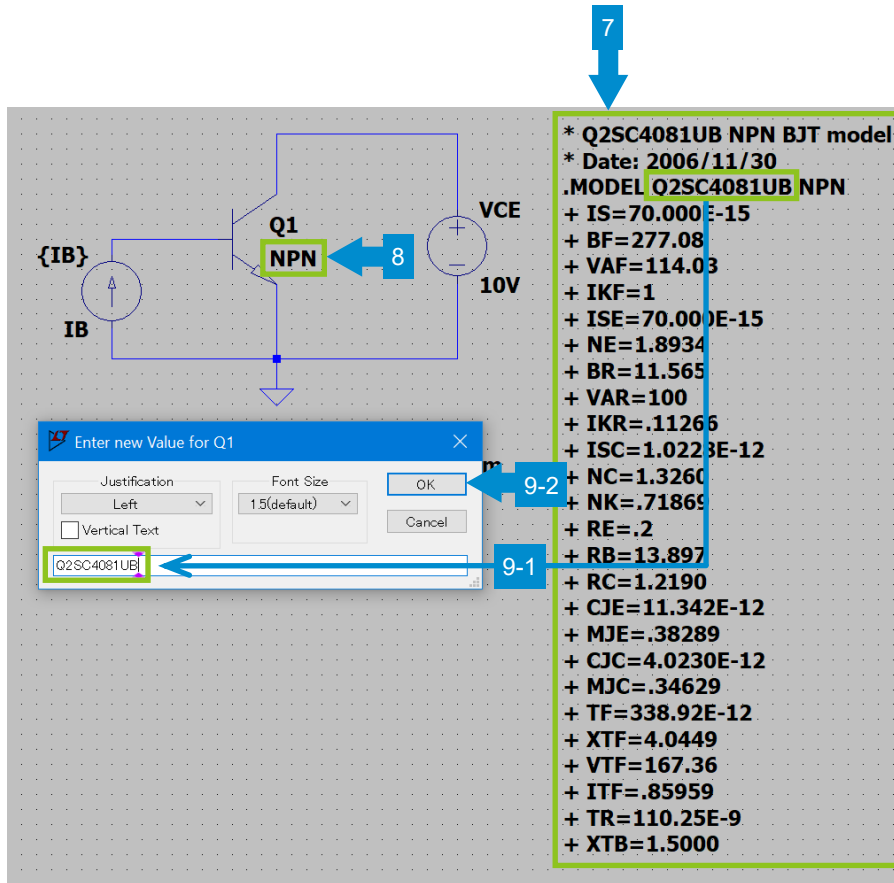 7
* Q2SC4081UB NPN BJT model
* Date: 2006/11/30
.MODEL Q2SC4081UB NPN
+ IS=70.000E-15
+ BF=277.08
+ VAF=114.03
+ IKF=1
+ ISE=70.000E-15
+ NE=1.8934
+ BR=11.565
+ VAR=100
+ IKR=.11266
+ ISC=1.0223E-12
+ NC=1.3260
+ NK=.71869
+ RE=.2
+ RB=13.897
+ RC=1.2190
+ CJE=11.342E-12
+ MJE=.38289
+ CJC=4.0230E-12
+ MJC=.34629
+ TF=338.92E-12
+ XTF=4.0449
+ VTF=167.36
+ ITF=.85959
+ TR=110.25E-9
+ XTB=1.5000
VCE
Q1
{IB}
NPN
8
10V
IB
Enter new Value for Q1
Justification
Font Size
OK
9-2
Left
1.5(default)
Cancel
Vertical Text
Q2SC4081UB
9-1